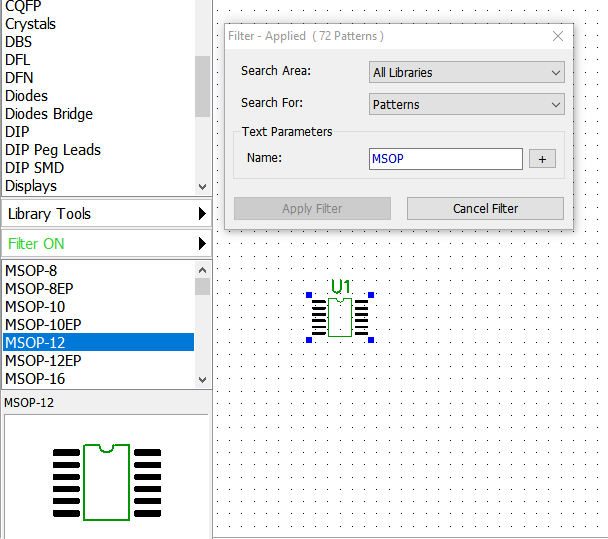 CQFP
Crystals
DBS
DFL
DFN
Diodes
Diodes Bridge
DIP
DIP Peg Leads
DIP SMD
Displays
Library Tools
Filter ON
MSOP-8
MSOP-8EP
MSOP-10
MSOP-10EP
MSOP-12
MSOP-12EP
MSOP-16
MSOP-12
Filter - Applied ( 72 Patterns )
Search Area:
All Libraries
Search For:
Patterns
Text Parameters
Name:
MSOP
+
Apply Filter
Cancel Filter
U1